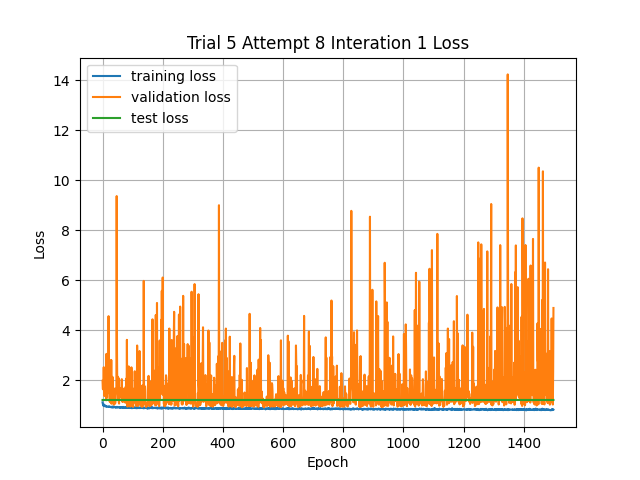 Trial 5 Attempt 8 Interation 1 Loss
training loss
validation loss
test loss
Loss
14
12
10
8
6
4
2
0 200 400 600 800 1000 1200 1400
Epoch